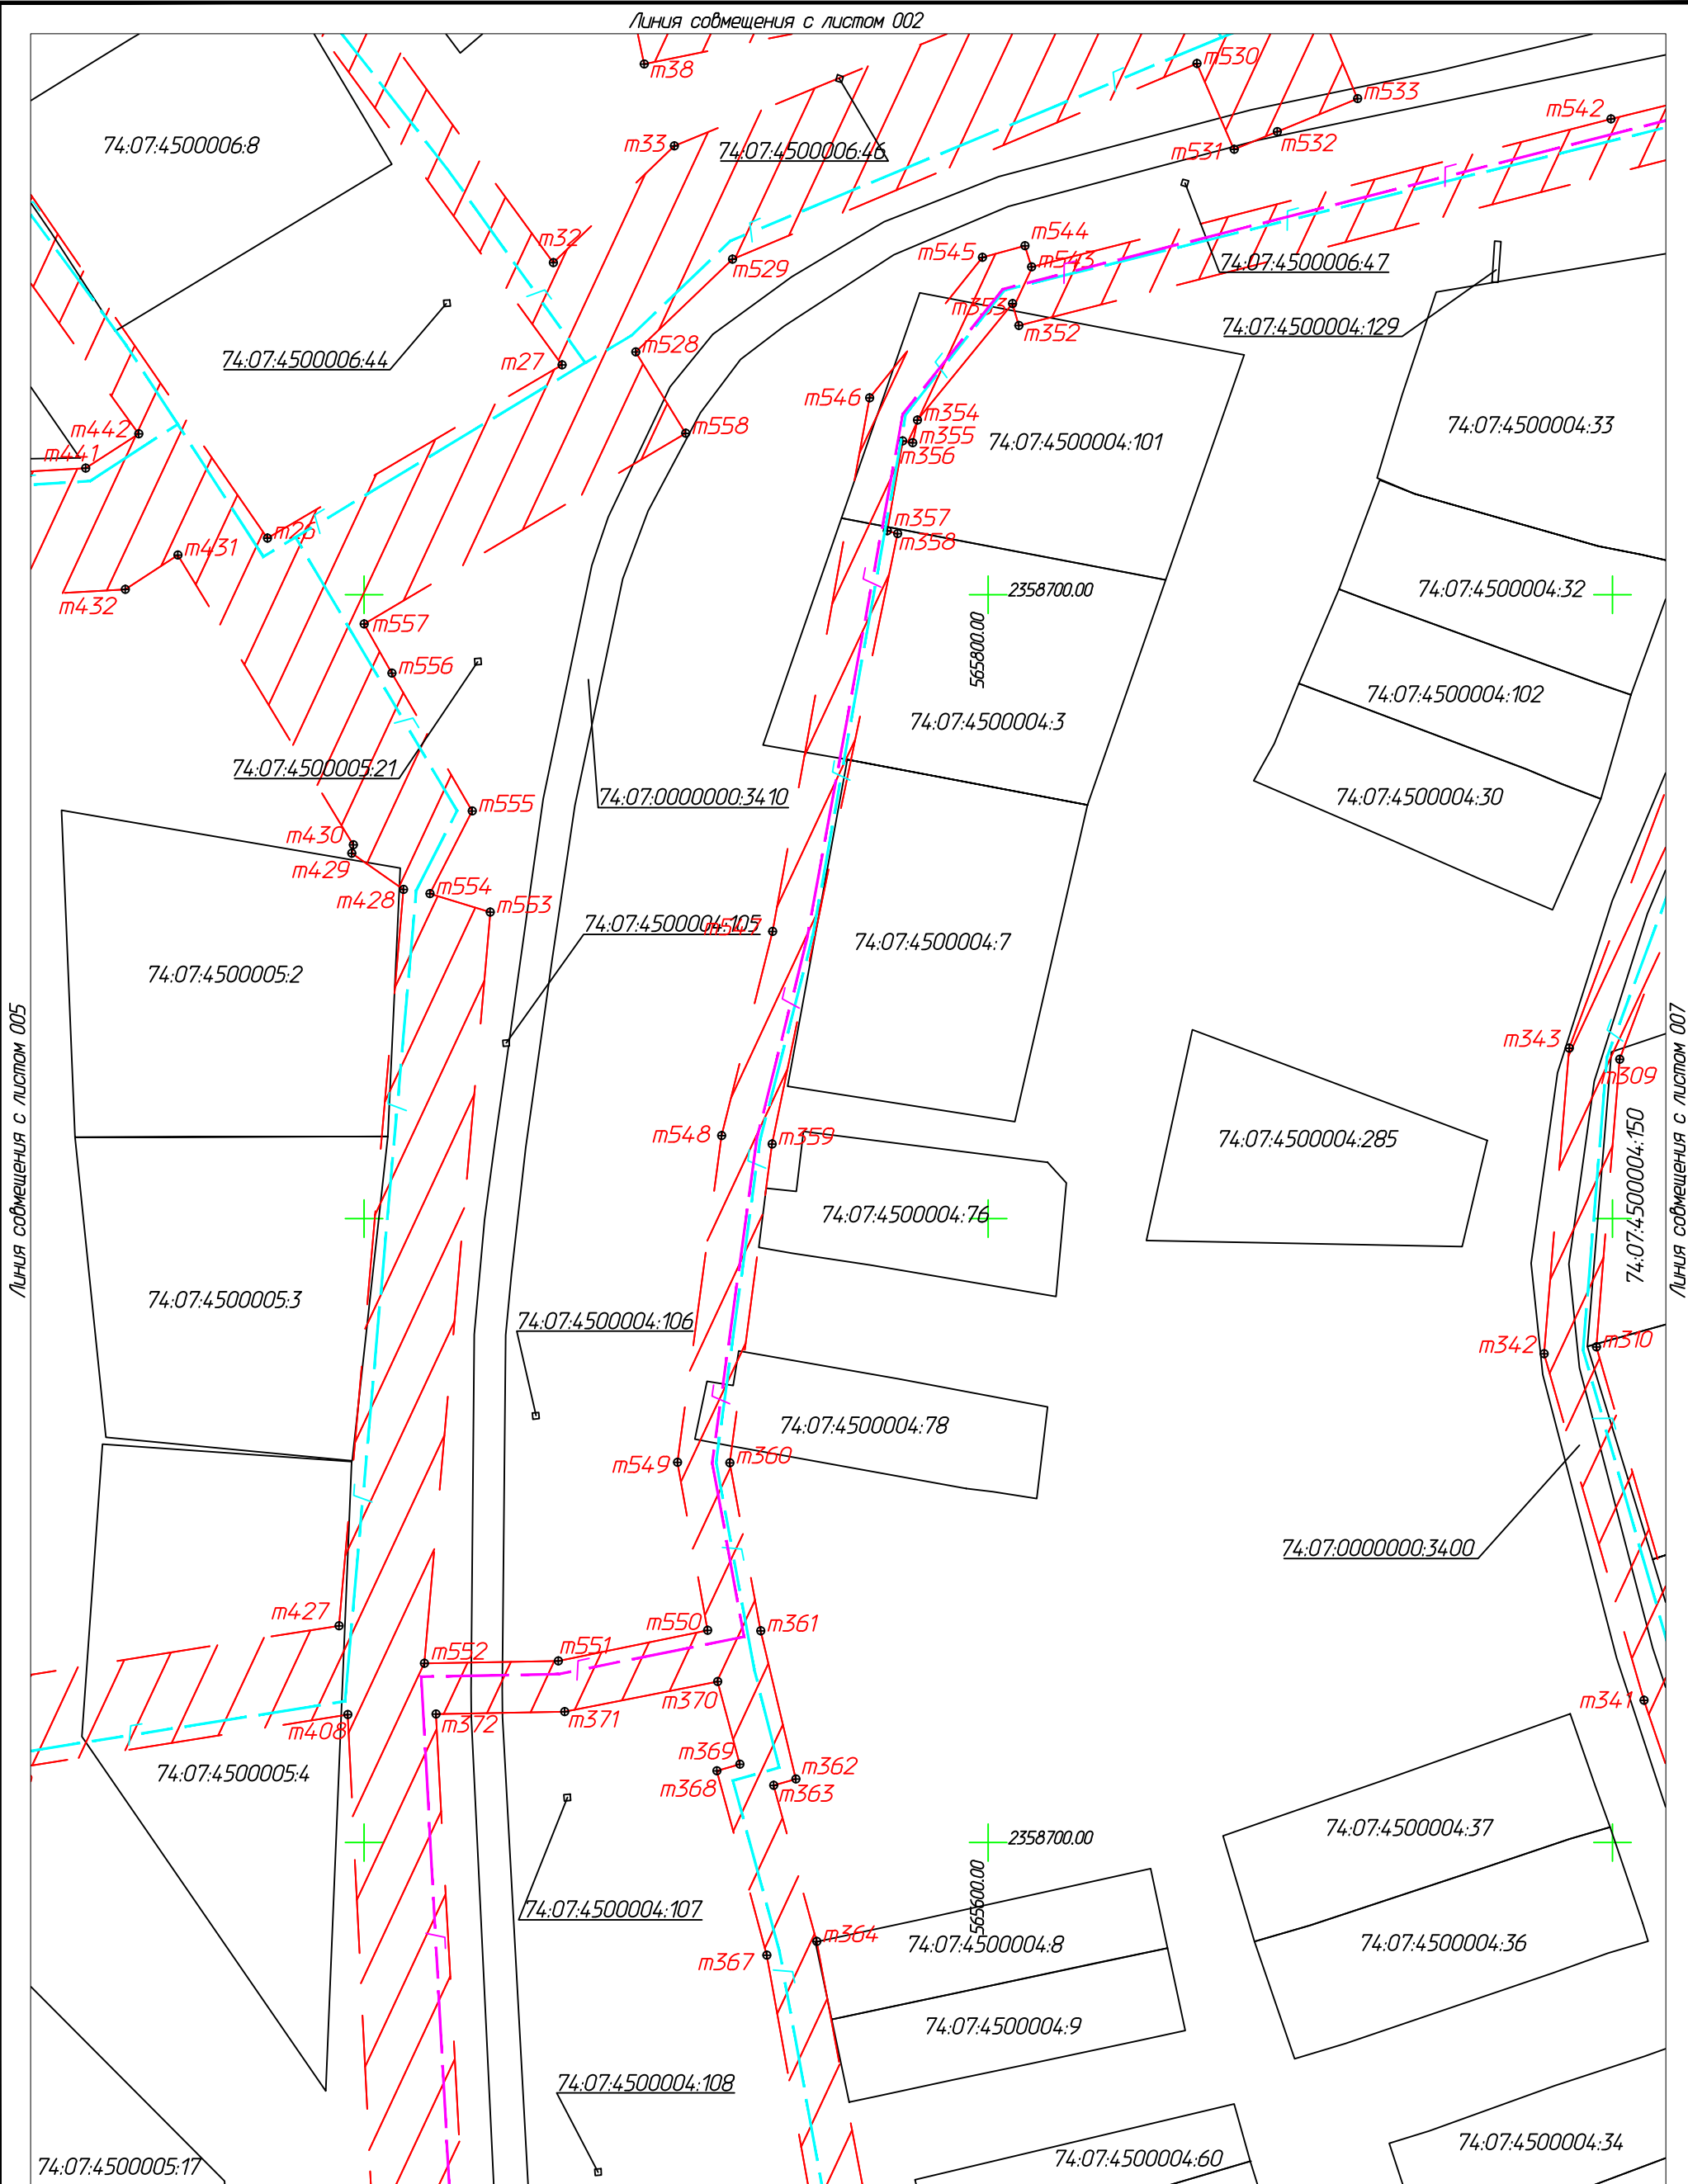 Линия совмещения с листом 002
т38
т530
т533
т542
74:07:4500006:8
т33
74:07:4500006:46
т531
т532
т32
т529
т545
т544
т543
74:07:4500006:47
т353
т352
74:07:4500004:129
74:07:4500006:44
т27
т528
т546
т442
т441
т558
т354
т355
т356
74:07:4500004:101
74:07:4500004:33
т26
т431
т357
т358
т432
2358700.00
565800.00
74:07:4500004:32
т557
т556
74:07:4500004:102
74:07:4500004:3
74:07:4500005:21
74:07:0000000:3410
74:07:4500004:30
т555
т430
т429
т428
т554
т553
74:07:4500004:105
т547
74:07:4500004:7
74:07:4500005:2
Линия совмещения с листом 005
Линия совмещения с листом 007
т343
т309
т548
т359
74:07:4500004:285
74:07:4500004:150
74:07:4500004:76
74:07:4500005:3
74:07:4500004:106
т342
т310
74:07:4500004:78
т549
т360
74:07:0000000:3400
т427
т550
т361
т552
т551
т370
т341
т408
т372
т371
т369
т368
т362
т363
74:07:4500005:4
74:07:4500004:37
2358700.00
565600.00
74:07:4500004:107
т364
т367
74:07:4500004:8
74:07:4500004:36
74:07:4500004:9
74:07:4500004:108
74:07:4500004:34
74:07:4500004:60
74:07:4500005:17